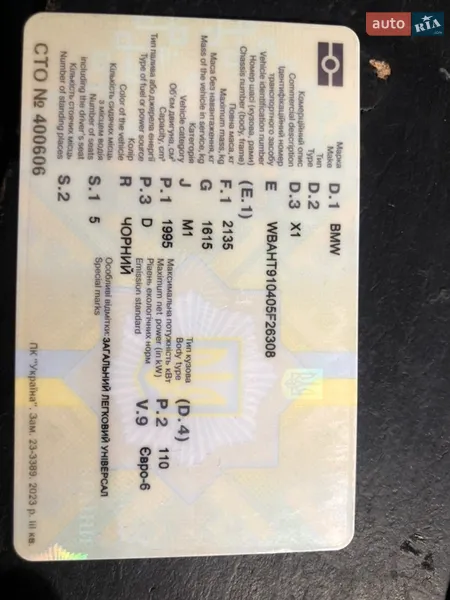 auto RIA.com
Марка
Make D.1 BMW
Тип
Type D.2
Комерційний опис
Commercial description D.3 X1
Ідентифікаційний номер
транспортного засобу
Vehicle identification number E WBAHT910405F26308
Номер шасі (кузова, рами)
Chassis number (body, frame) (E.1)
Повна маса, кг
Maximum mass, kg F.1 2135
Маса без навантаження, кг
Mass of the vehicle in service, kg G 1615
Категорія
Vehicle category J M1
Тип кузова
Body type (D.4)
Об'єм двигуна, см³
Capacity, cm³ P.1 1995
Максимальна потужність, кВт
Maximum net power (in kW) P.2 110
Тип палива або джерела енергії
Type of fuel or power source P.3 D
Рівень екологічних норм
Emission standard V.9 Євро-6
Колір
Color of the vehicle R ЧОРНИЙ
Кількість сидячих місць
з місцем водія
Number of seats
including the driver's seat S.1 5
Кількість стоячих місць
Number of standing places S.2
Особливі відмітки: ЗАГАЛЬНИЙ ЛЕГКОВИЙ УНІВЕРСАЛ
Special marks
СТО № 400606
ПК "Україна". Зам. 23-3389. 2023 р. III кв.